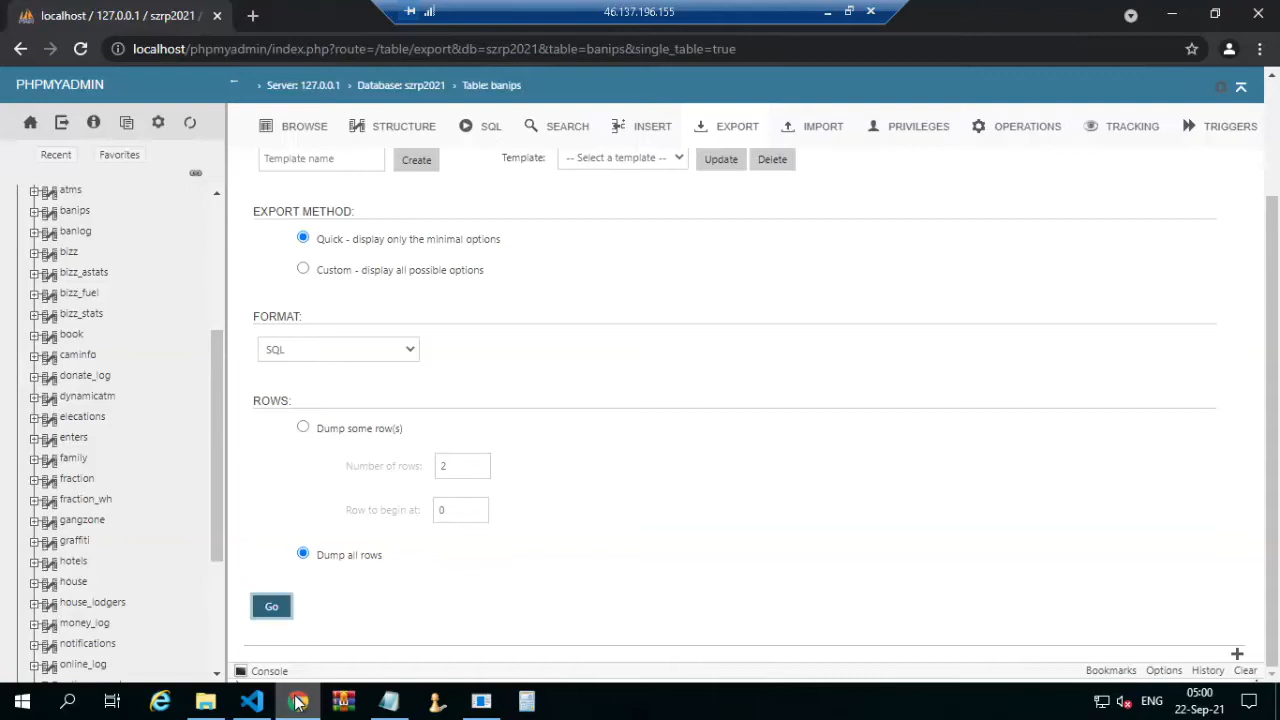 localhost / 127.0.0.1 / szrp2021 /
46.137.196.155
localhost/phpmyadmin/index.php?route=/table/export&db=szrp2021&table=banips&single_table=true
PHPMYADMIN
Server: 127.0.0.1 › Database: szrp2021 › Table: banips
BROWSE STRUCTURE SQL SEARCH INSERT EXPORT IMPORT PRIVILEGES OPERATIONS TRACKING TRIGGERS
Recent Favorites
Template name Create Template: -- Select a template -- Update Delete
atms
banips
banlog
bizz
bizz_astats
bizz_fuel
bizz_stats
book
caminfo
donate_log
dynamicatm
elecations
enters
family
fraction
fraction_wh
gangzone
graffiti
hotels
house
house_lodgers
money_log
notifications
online_log
EXPORT METHOD:
Quick - display only the minimal options
Custom - display all possible options
FORMAT:
SQL
ROWS:
Dump some row(s)
Number of rows: 2
Row to begin at: 0
Dump all rows
Go
Console Bookmarks Options History Clear
ENG
05:00
22-Sep-21